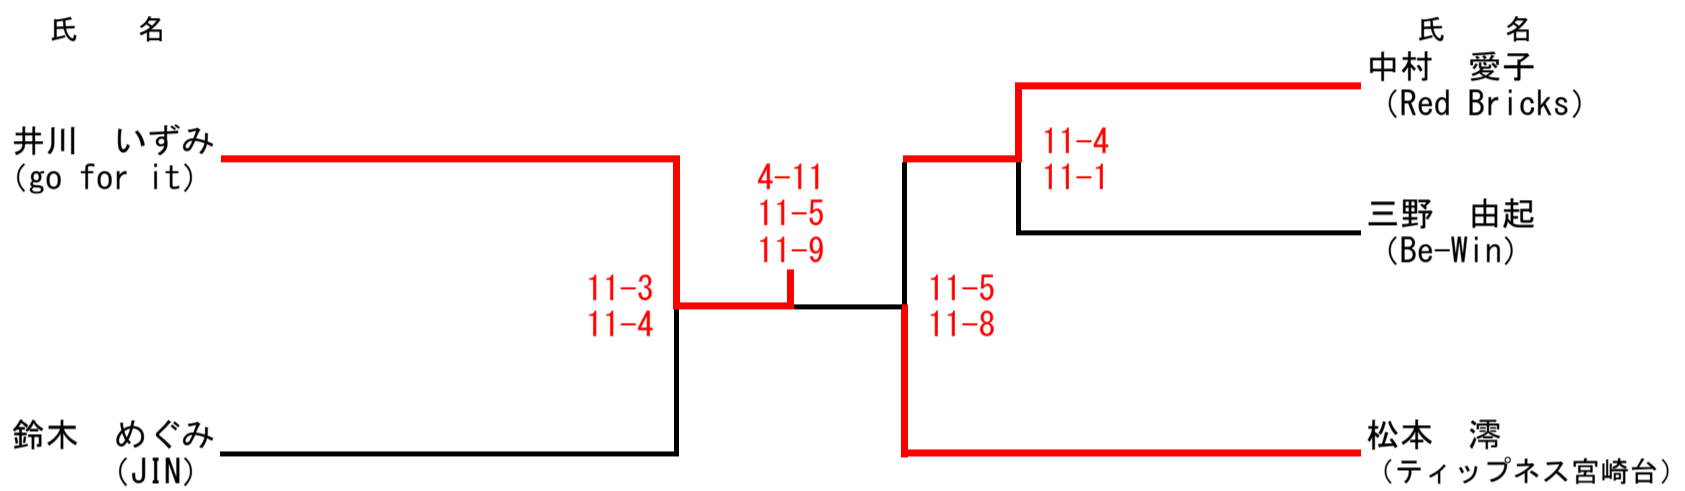 氏　名
井川　いずみ
(go for it)
鈴木　めぐみ
(JIN)
11-3
11-4
4-11
11-5
11-9
11-5
11-8
11-4
11-1
氏　名
中村　愛子
(Red Bricks)
三野　由起
(Be-Win)
松本　澪
(ティップネス宮崎台)